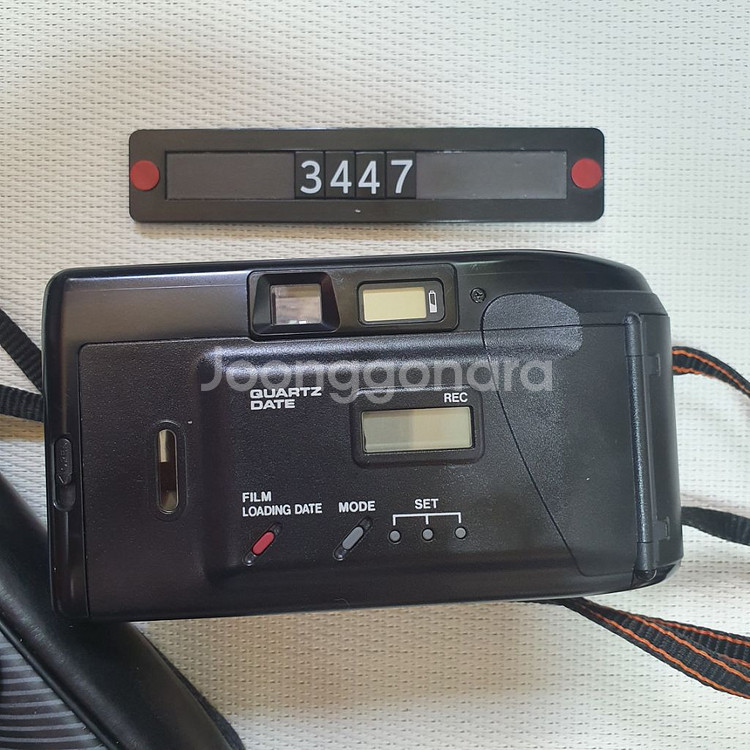 3447
Joonggonara
QUARTZ
DATE
REC
FILM
LOADING DATE
MODE
SET